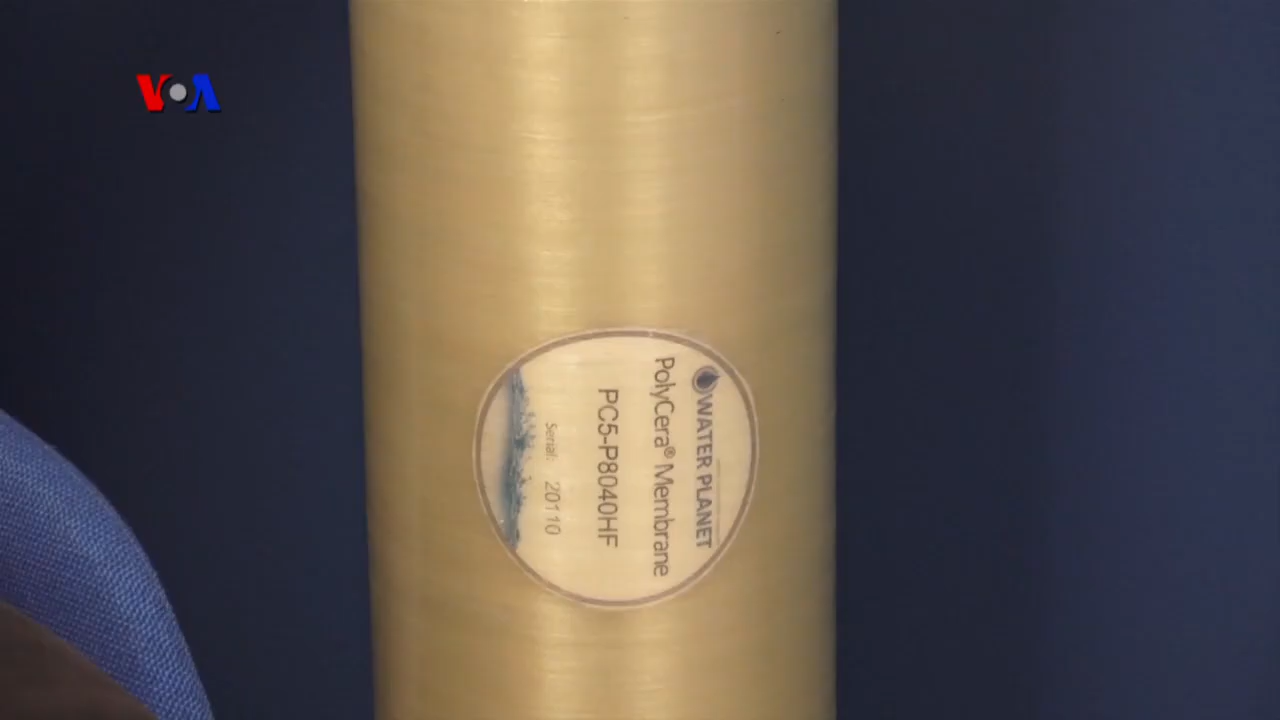 VOA
WATER PLANET
PolyCera® Membrane
PC5-P8040HF
Serial: 20110